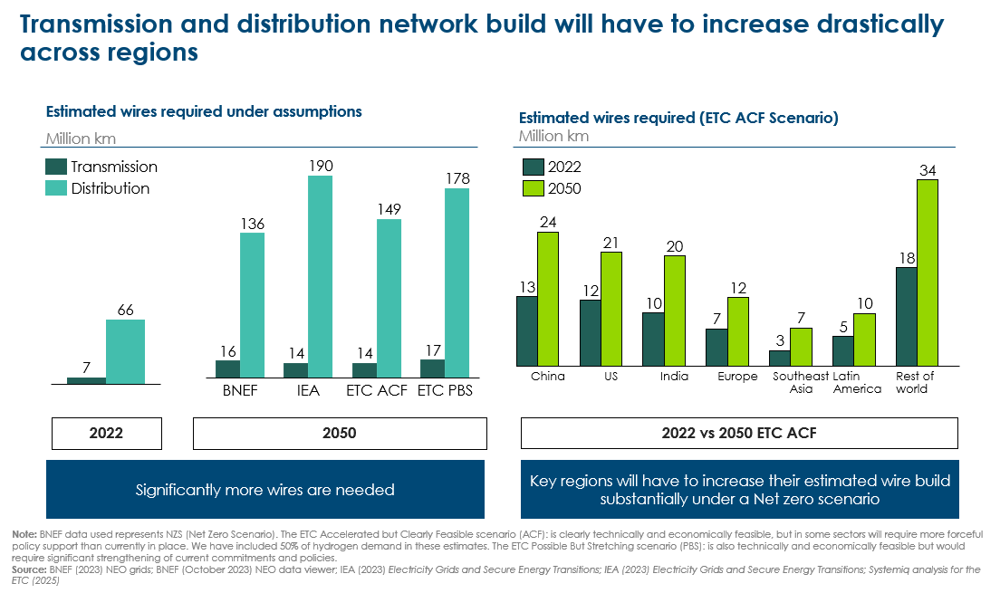 Transmission and distribution network build will have to increase drastically
across regions
Estimated wires required under assumptions
Million km
Transmission
Distribution
7
66
16
136
14
190
14
149
17
178
BNEF
IEA
ETC ACF
ETC PBS
2022
2050
Significantly more wires are needed
Estimated wires required (ETC ACF Scenario)
Million km
2022
2050
13
24
12
21
10
20
7
12
3
7
5
10
18
34
China
US
India
Europe
Southeast
Asia
Latin
America
Rest of
world
2022 vs 2050 ETC ACF
Key regions will have to increase their estimated wire build
substantially under a Net zero scenario
Note: BNEF data used represents NZS (Net Zero Scenario). The ETC Accelerated but Clearly Feasible scenario (ACF): is clearly technically and economically feasible, but in some sectors will require more forceful
policy support than currently in place. We have included 50% of hydrogen demand in these estimates. The ETC Possible But Stretching scenario (PBS): is also technically and economically feasible but would
require significant strengthening of current commitments and policies.
Source: BNEF (2023) NEO grids; BNEF (October 2023) NEO data viewer; IEA (2023) Electricity Grids and Secure Energy Transitions; IEA (2023) Electricity Grids and Secure Energy Transitions; Systemiq analysis for the
ETC (2025)